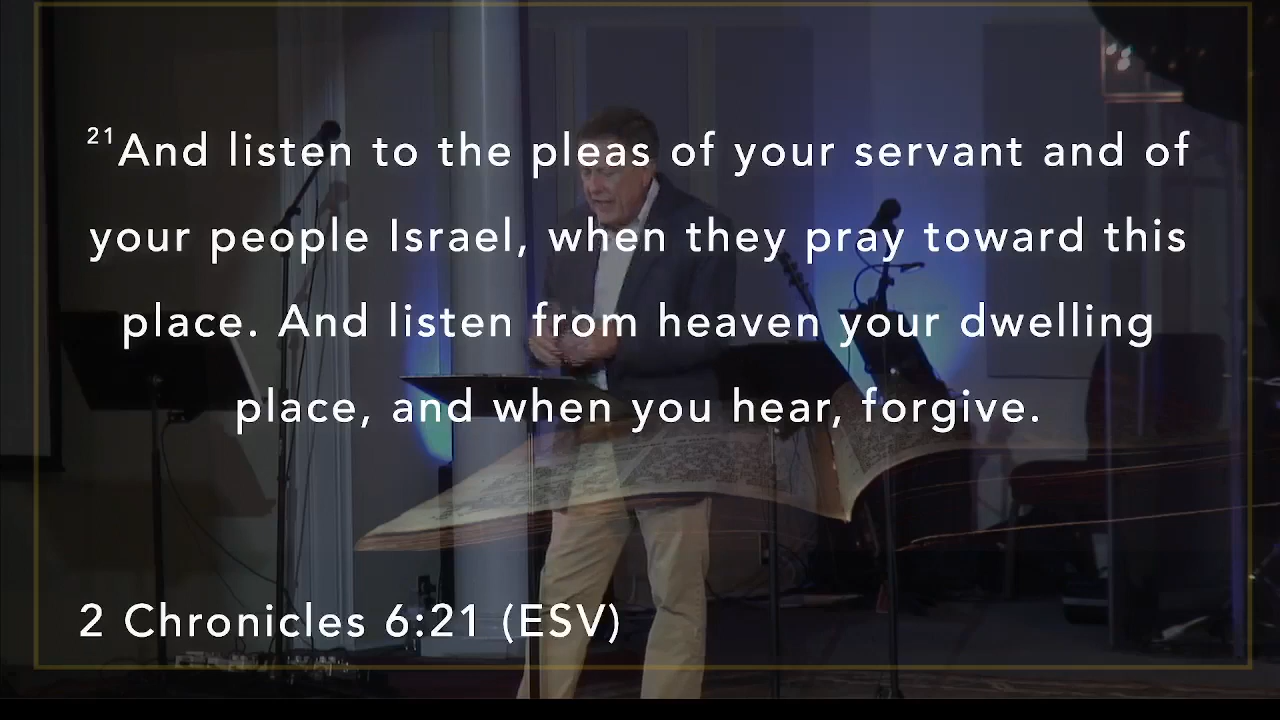 ²¹And listen to the pleas of your servant and of
your people Israel, when they pray toward this
place. And listen from heaven your dwelling
place, and when you hear, forgive.
2 Chronicles 6:21 (ESV)